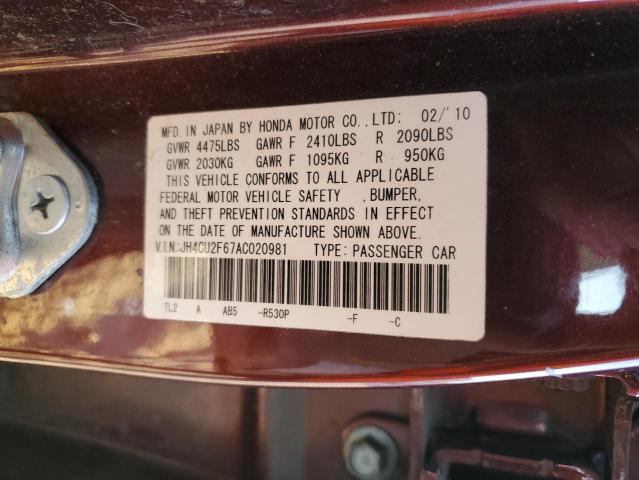 MFD. IN JAPAN BY HONDA MOTOR CO.,LTD: 02/'10
GVWR 4475LBS GAWR F 2410LBS R 2090LBS
GVWR 2030KG GAWR F 1095KG R 950KG
THIS VEHICLE CONFORMS TO ALL APPLICABLE
FEDERAL MOTOR VEHICLE SAFETY , BUMPER,
AND THEFT PREVENTION STANDARDS IN EFFECT
ON THE DATE OF MANUFACTURE SHOWN ABOVE.
V.I.N.:JH4CU2F67AC020981 TYPE: PASSENGER CAR
TL2 A AB5 -R530P -F -C